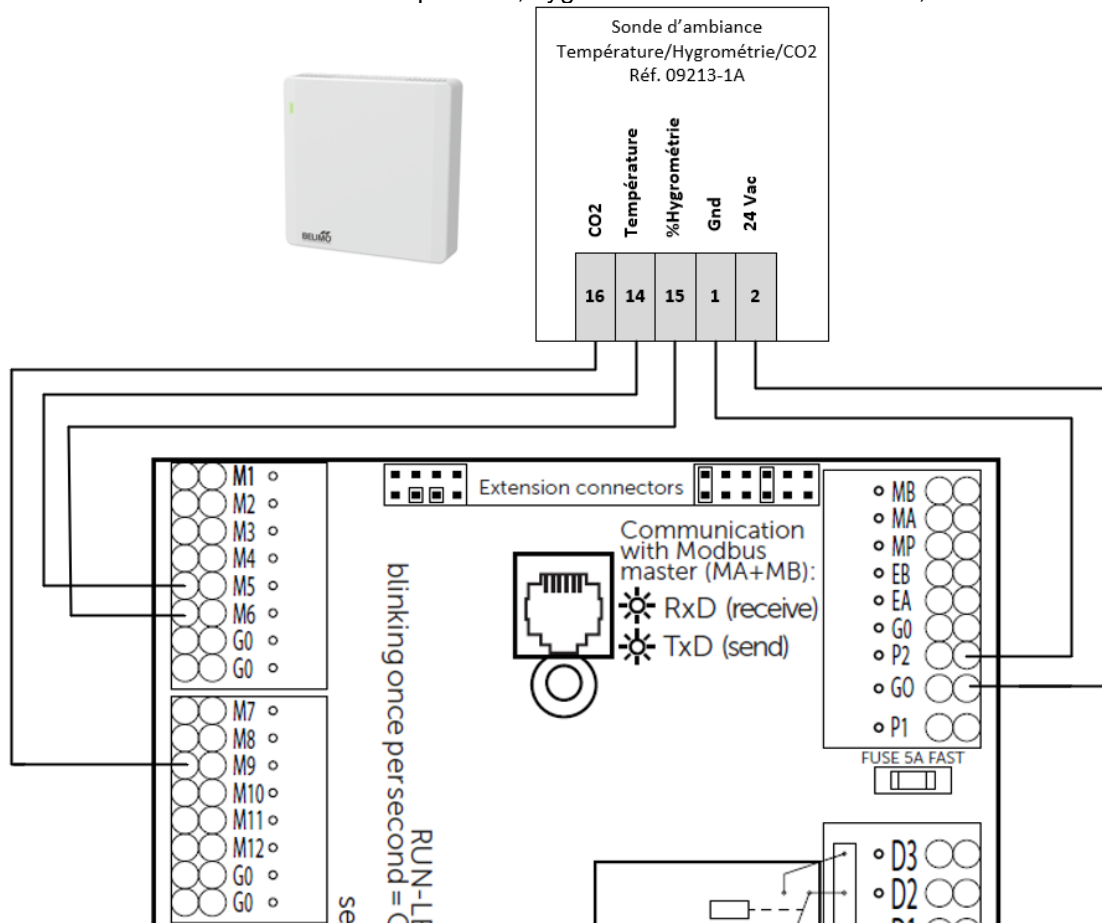 Sonde d'ambiance
Température/Hygrométrie/CO2
Réf. 09213-1A
CO2
Température
%Hygrométrie
Gnd
24 Vac
16
14
15
1
2
BELIMO
M1
M2
M3
M4
M5
M6
G0
G0
M7
M8
M9
M10
M11
M12
G0
G0
Extension connectors
Communication
with Modbus
master (MA+MB):
RxD (receive)
TxD (send)
blinking once per second =
MB
MA
MP
EB
EA
G0
P2
GO
P1
FUSE 5A FAST
D3
D2